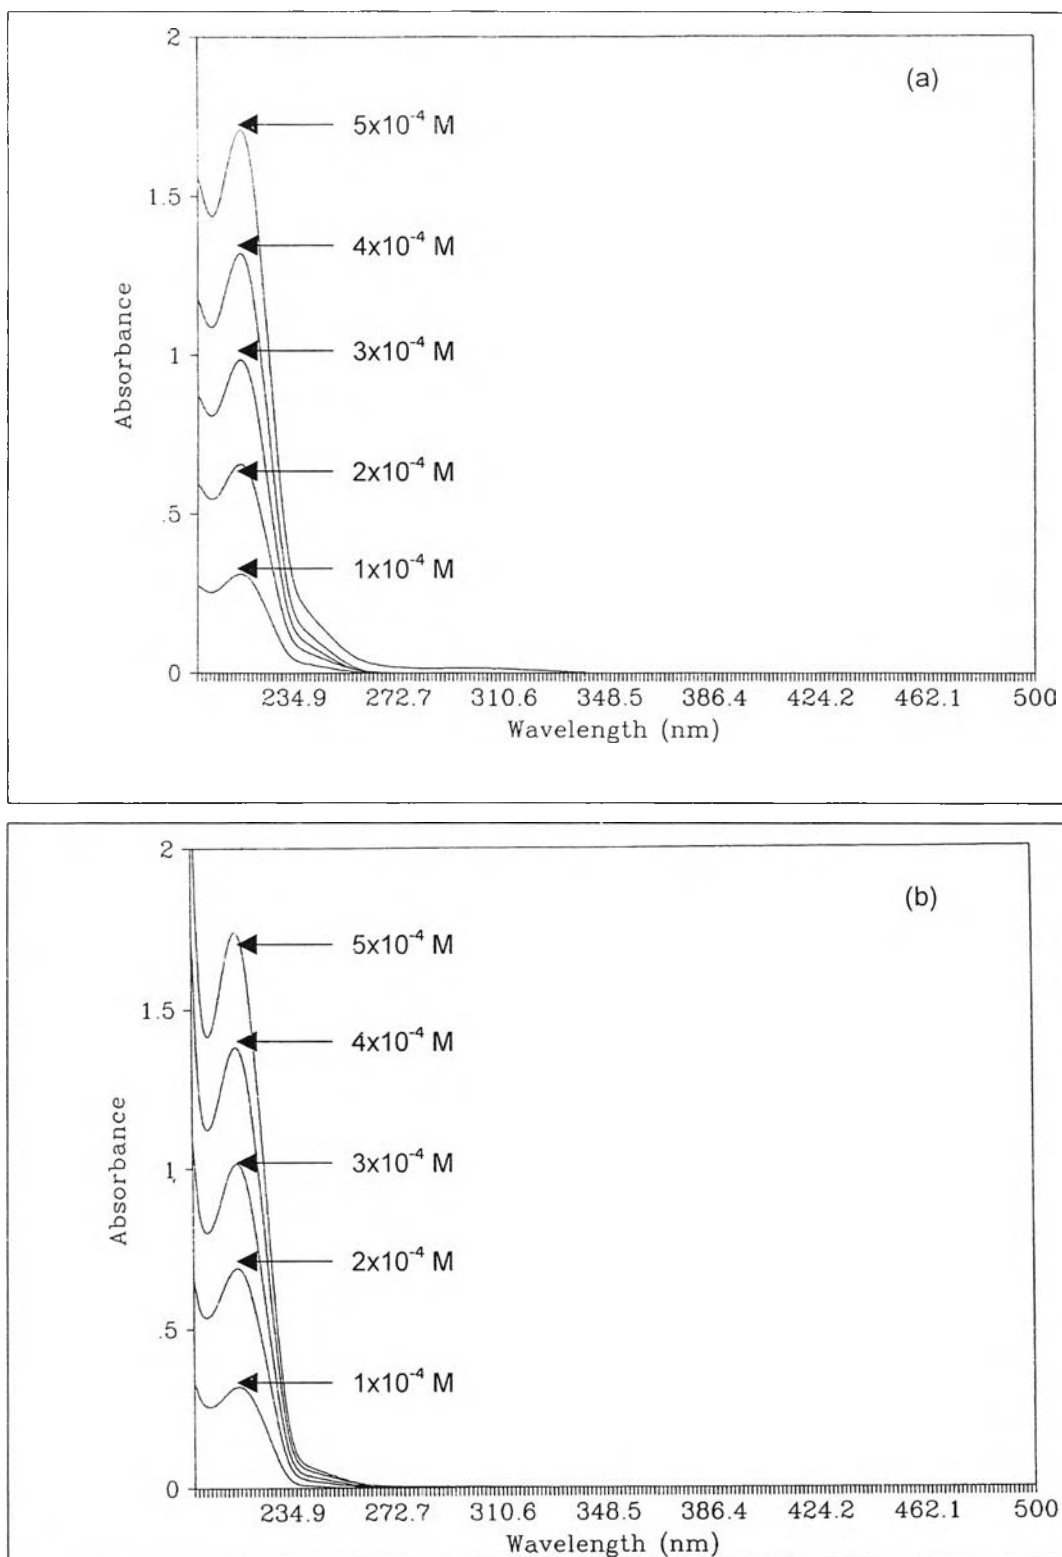 (a)
2
1.5
1
.5
0
Absorbance
5x10⁻⁴ M
4x10⁻⁴ M
3x10⁻⁴ M
2x10⁻⁴ M
1x10⁻⁴ M
234.9 272.7 310.6 348.5 386.4 424.2 462.1 500
Wavelength (nm)
(b)
2
1.5
1
.5
0
Absorbance
5x10⁻⁴ M
4x10⁻⁴ M
3x10⁻⁴ M
2x10⁻⁴ M
1x10⁻⁴ M
234.9 272.7 310.6 348.5 386.4 424.2 462.1 500
Wavelength (nm)